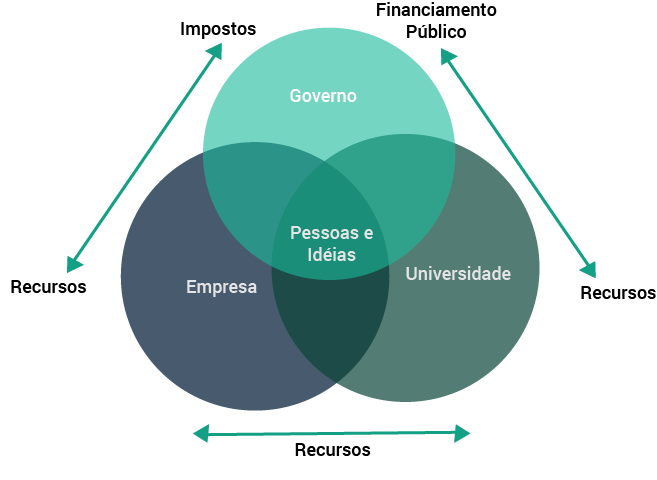 Financiamento
Público
Impostos
Governo
Pessoas e
Idéias
Empresa
Universidade
Recursos
Recursos
Recursos